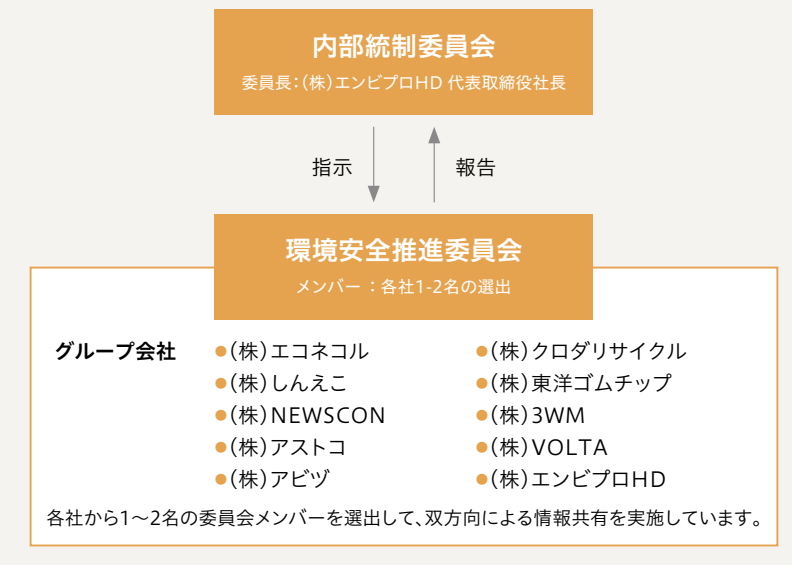 内部統制委員会
委員長：（株）エンビプロHD 代表取締役社長
指示
報告
環境安全推進委員会
メンバー ：各社1-2名の選出
グループ会社
●（株）エコネコル
●（株）しんえこ
●（株）NEWSCON
●（株）アストコ
●（株）アビヅ
●（株）クロダリサイクル
●（株）東洋ゴムチップ
●（株）3WM
●（株）VOLTA
●（株）エンビプロHD
各社から1〜2名の委員会メンバーを選出して、双方向による情報共有を実施しています。